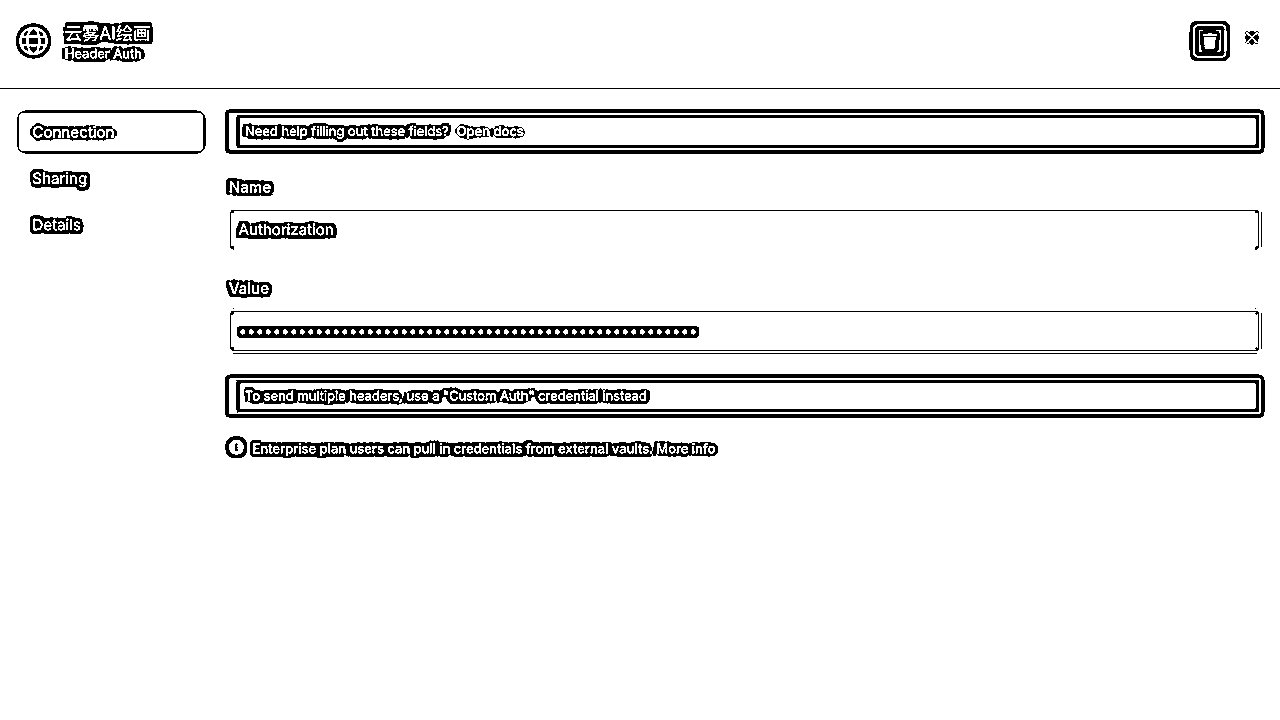 云雾AI绘画
Header Auth
Connection
Sharing
Details
Need help filling out these fields? Open docs
Name
Authorization
Value
••••••••••••••••••••••••••••••••••••••••••••••••••••
To send multiple headers, use a "Custom Auth" credential instead
Enterprise plan users can pull in credentials from external vaults. More info